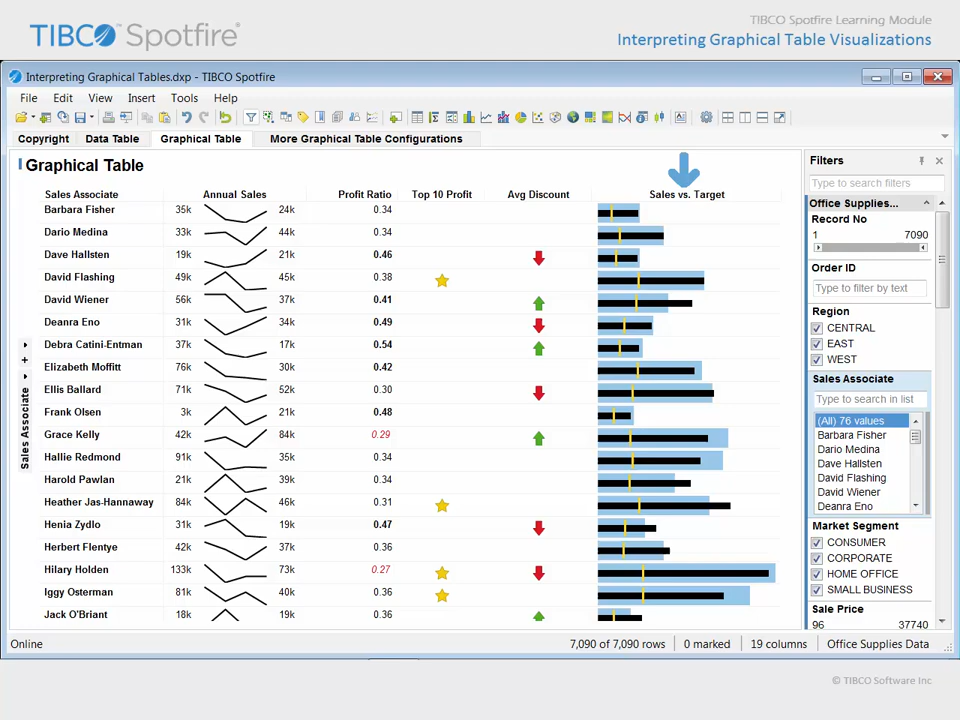 TIBCO™ Spotfire®
TIBCO Spotfire Learning Module
Interpreting Graphical Table Visualizations
Interpreting Graphical Tables.dxp - TIBCO Spotfire
File Edit View Insert Tools Help
Copyright Data Table Graphical Table More Graphical Table Configurations
Graphical Table
Sales Associate Annual Sales Profit Ratio Top 10 Profit Avg Discount Sales vs. Target
Barbara Fisher 35k 24k 0.34
Dario Medina 33k 44k 0.34
Dave Hallsten 19k 21k 0.46
David Flashing 49k 45k 0.38
David Wiener 56k 37k 0.41
Deanra Eno 31k 34k 0.49
Debra Catini-Entman 37k 17k 0.54
Elizabeth Moffitt 76k 30k 0.42
Ellis Ballard 71k 52k 0.30
Frank Olsen 3k 21k 0.48
Grace Kelly 42k 84k 0.29
Hallie Redmond 91k 35k 0.34
Harold Pawlan 21k 39k 0.34
Heather Jas-Hannaway 84k 46k 0.31
Henia Zydlo 31k 19k 0.47
Herbert Flentye 42k 37k 0.36
Hilary Holden 133k 73k 0.27
Iggy Osterman 81k 40k 0.36
Jack O'Briant 18k 19k 0.34
Sales Associate
Filters
Type to search filters
Office Supplies...
Record No
1 7090
Order ID
Type to filter by text
Region
CENTRAL
EAST
WEST
Sales Associate
Type to search in list
(All) 76 values
Barbara Fisher
Dario Medina
Dave Hallsten
David Flashing
David Wiener
Deanra Eno
Market Segment
CONSUMER
CORPORATE
HOME OFFICE
SMALL BUSINESS
Sale Price
96 37740
Online 7,090 of 7,090 rows 0 marked 19 columns Office Supplies Data
© TIBCO Software Inc